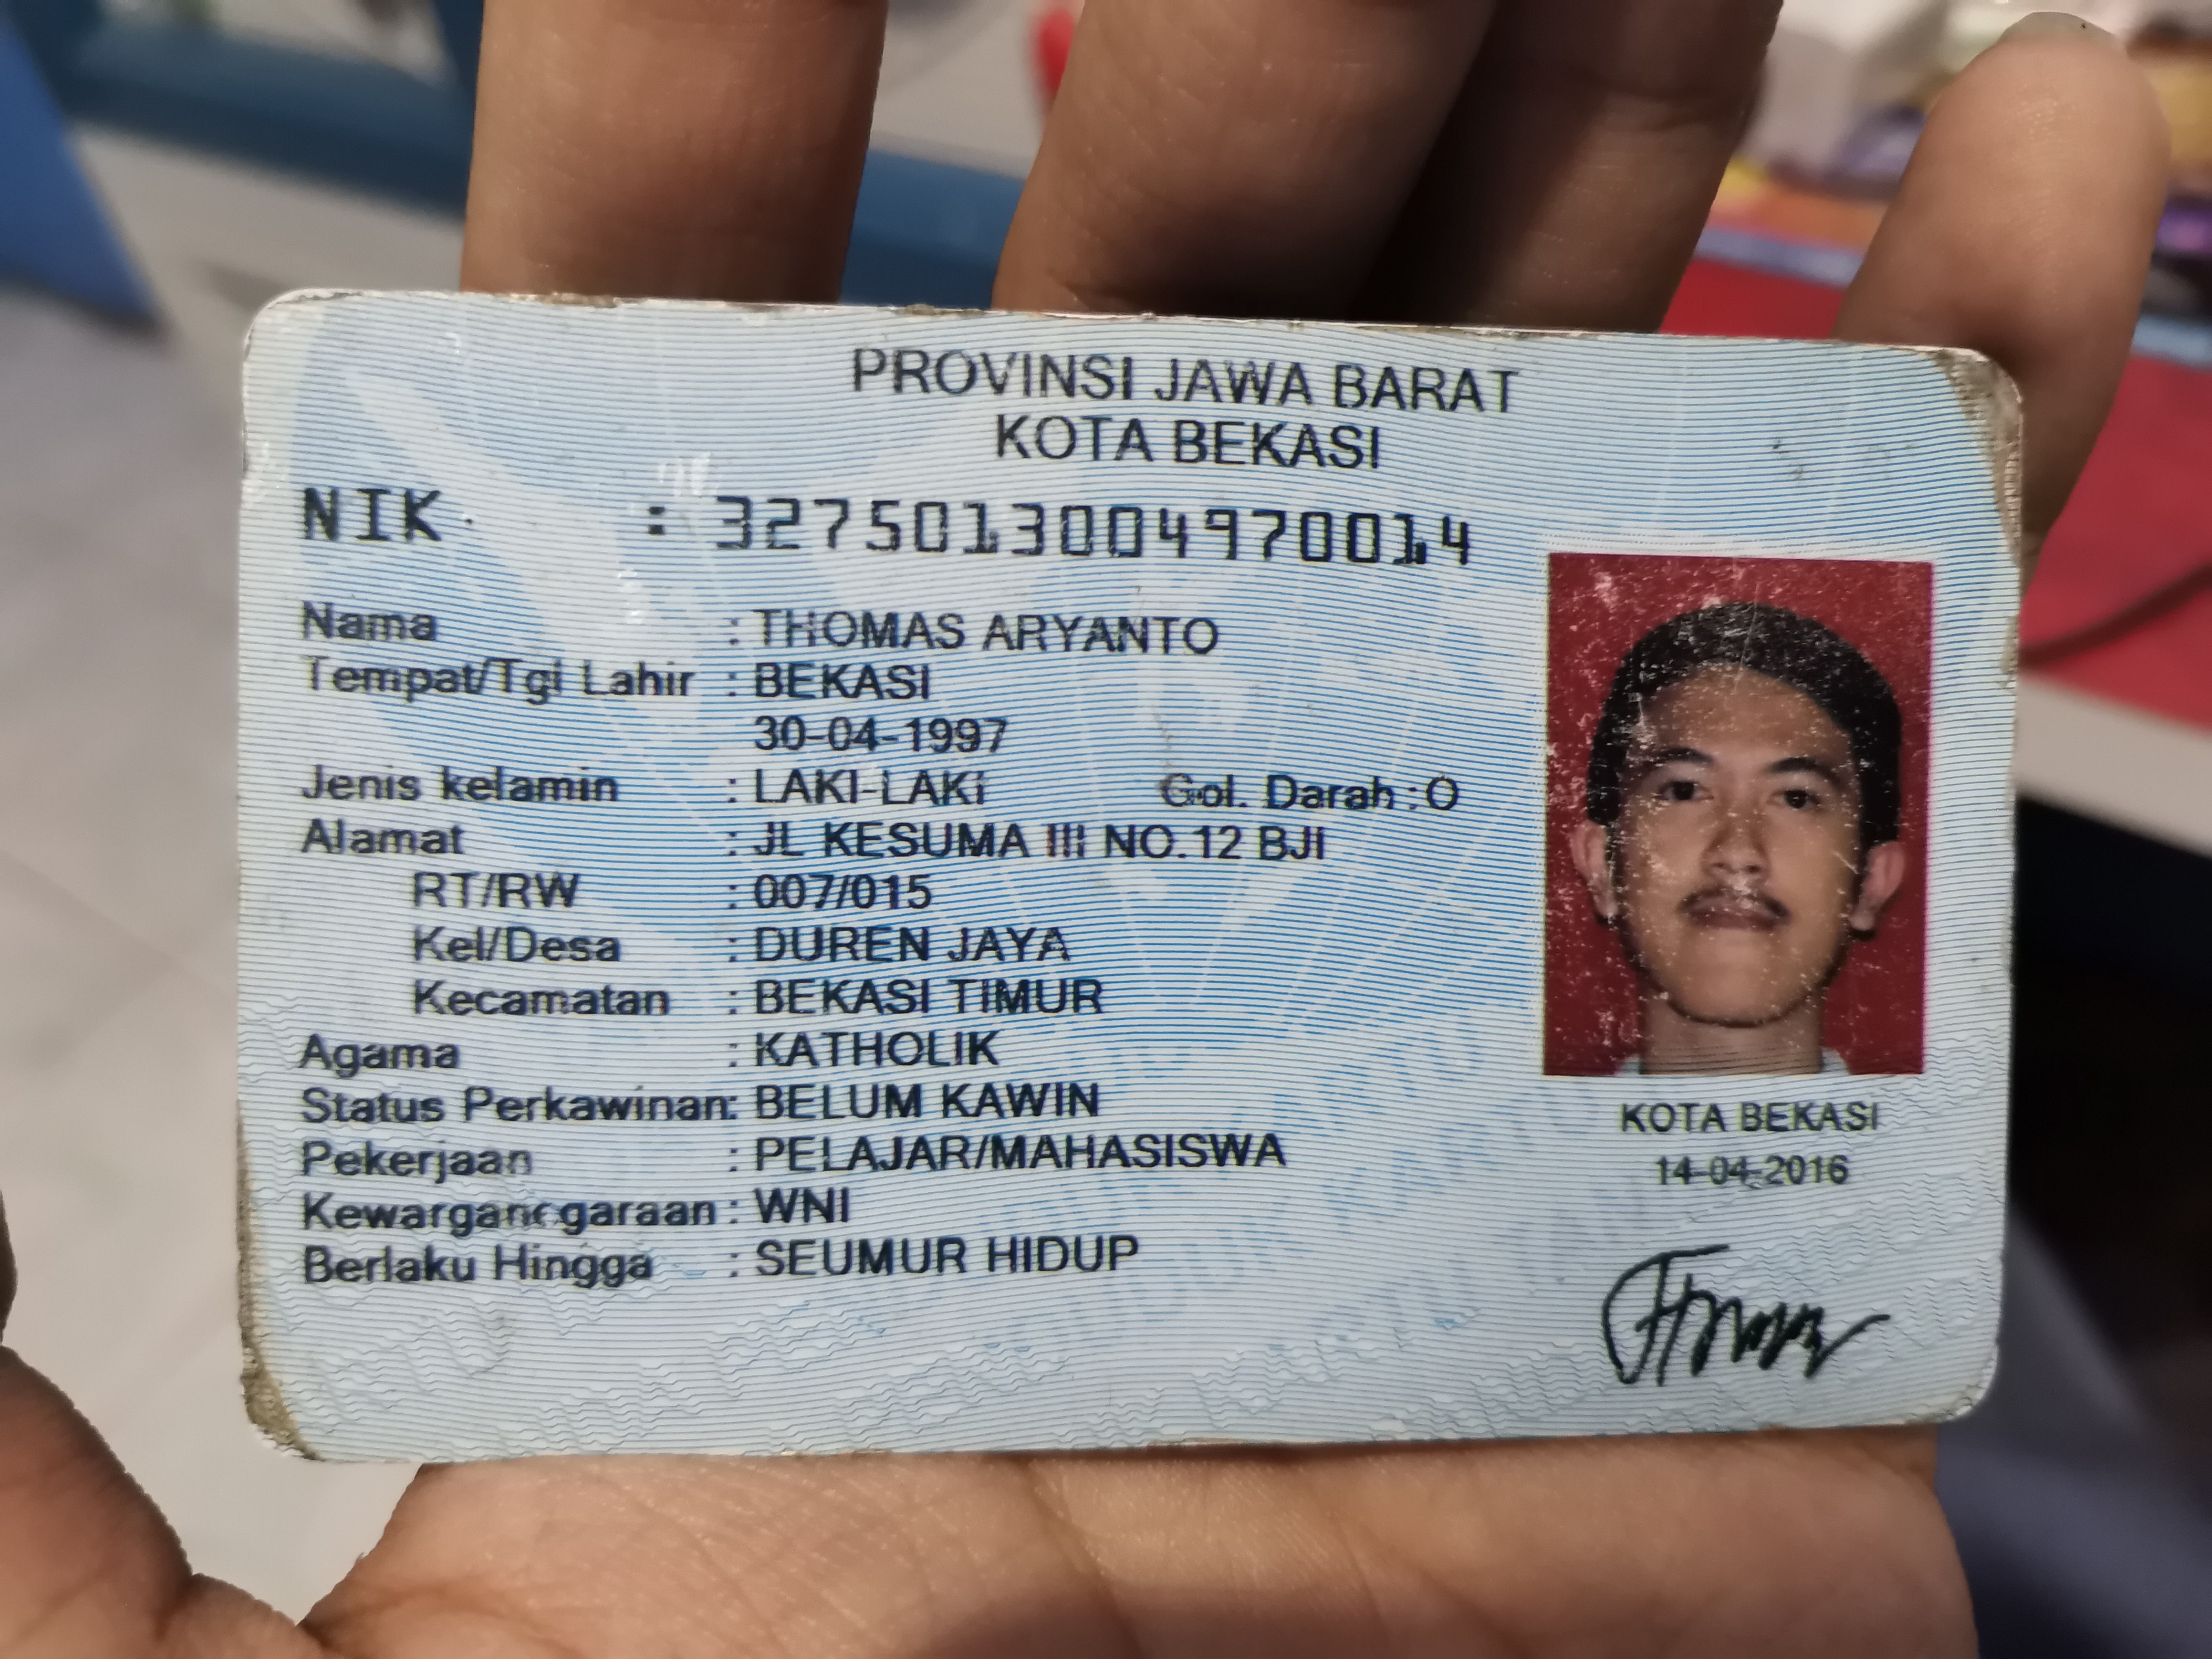 PROVINSI JAWA BARAT
KOTA BEKASI
NIK : 3275013004970014
Nama : THOMAS ARYANTO
Tempat/Tgl Lahir : BEKASI
30-04-1997
Jenis kelamin : LAKI-LAKI Gol. Darah : O
Alamat : JL KESUMA III NO.12 BJI
RT/RW : 007/015
Kel/Desa : DUREN JAYA
Kecamatan : BEKASI TIMUR
Agama : KATHOLIK
Status Perkawinan: BELUM KAWIN
Pekerjaan : PELAJAR/MAHASISWA
Kewarganegaraan : WNI
Berlaku Hingga : SEUMUR HIDUP
KOTA BEKASI
14-04-2016